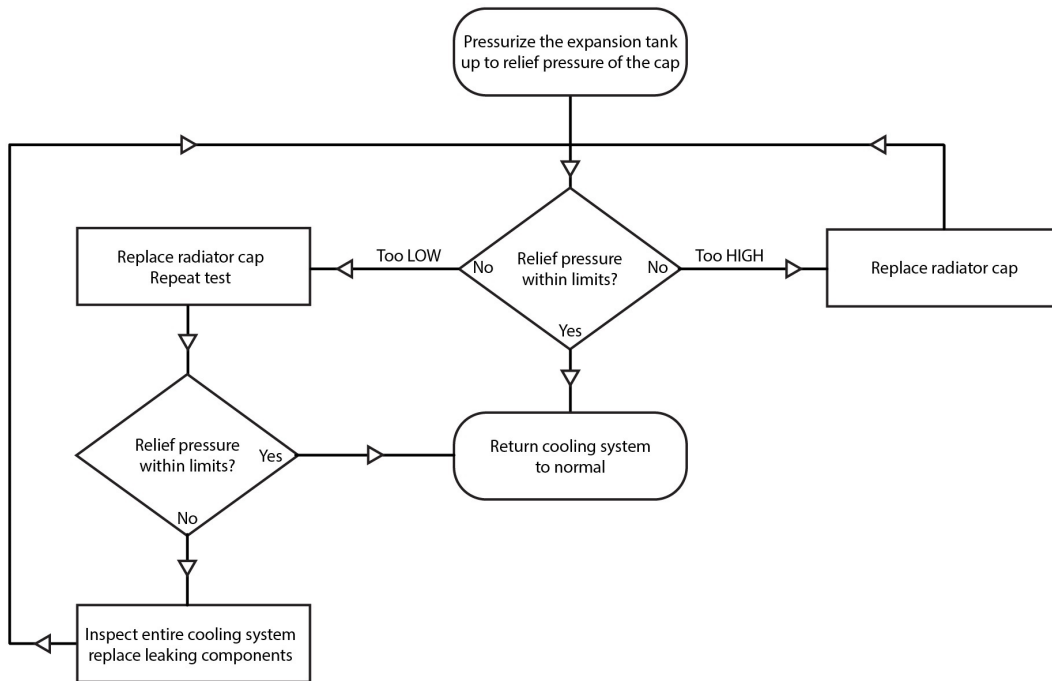 Pressurize the expansion tank
up to relief pressure of the cap
Too LOW
No
Relief pressure
within limits?
No
Too HIGH
Yes
Replace radiator cap
Repeat test
Replace radiator cap
Relief pressure
within limits?
Yes
No
Return cooling system
to normal
Inspect entire cooling system
replace leaking components